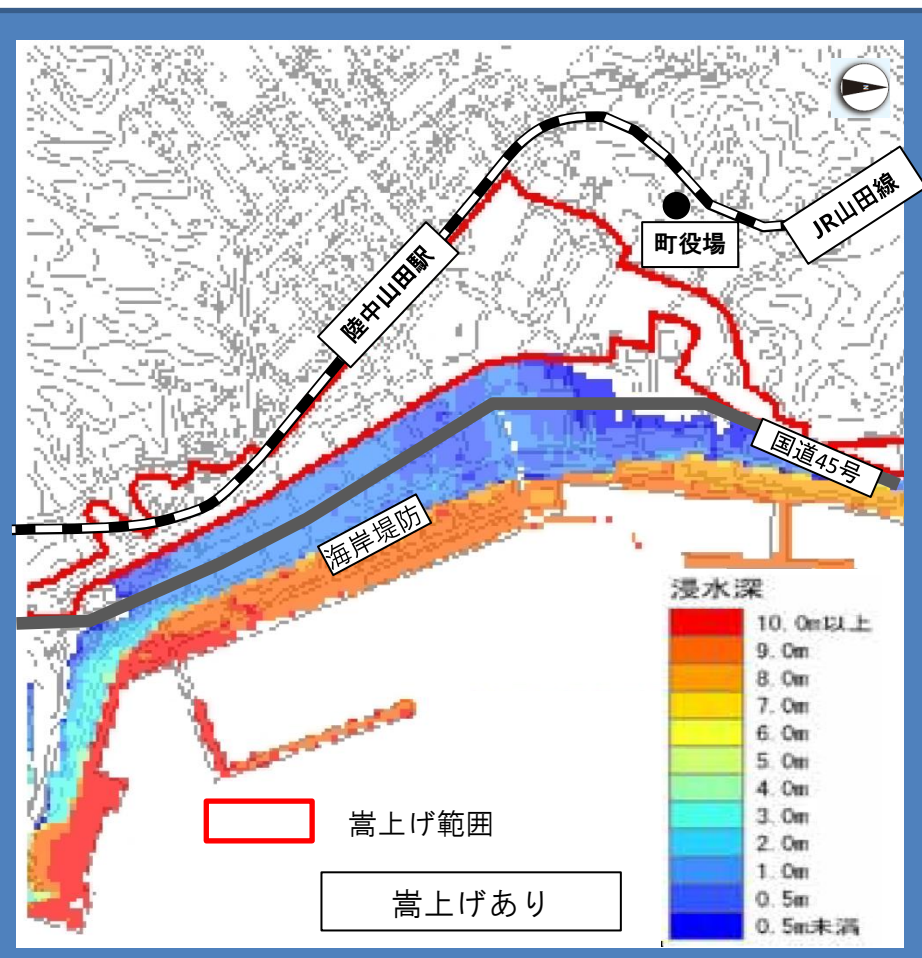 N
JR山田線
町役場
陸中山田駅
国道45号
海岸堤防
浸水深
10.0m以上
9.0m
8.0m
7.0m
6.0m
5.0m
4.0m
3.0m
2.0m
1.0m
0.5m
0.5m未満
嵩上げ範囲
嵩上げあり